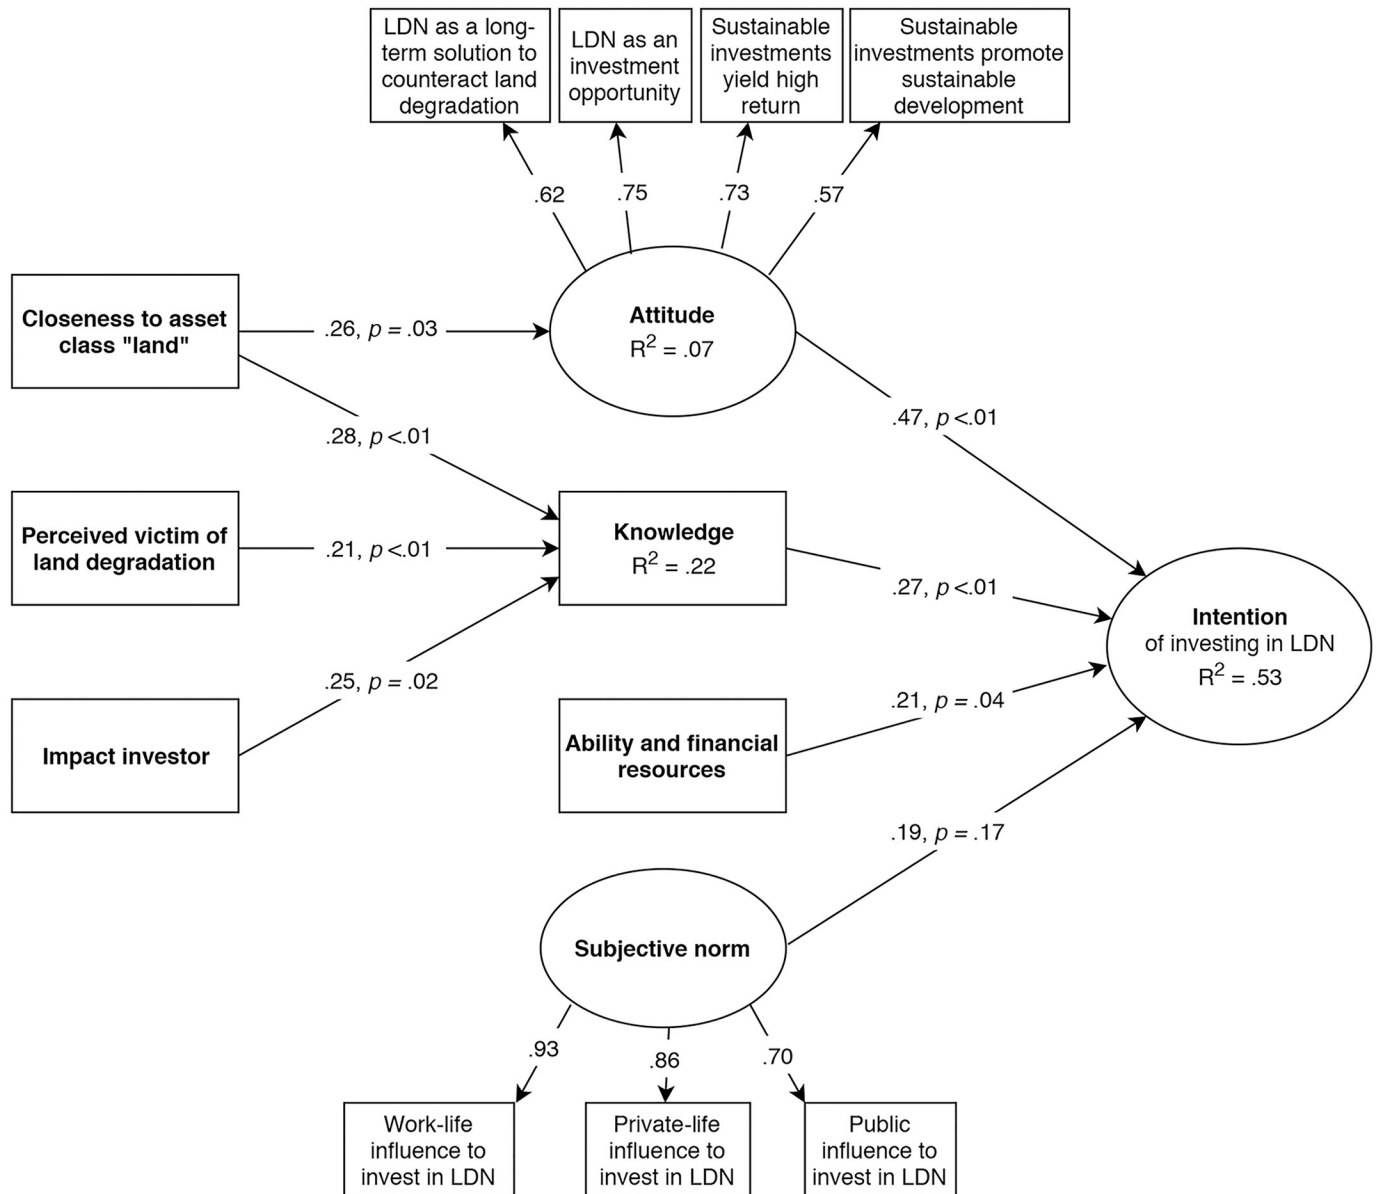 LDN as a long-
term solution to
counteract land
degradation
LDN as an
investment
opportunity
Sustainable
investments
yield high
return
Sustainable
investments promote
sustainable
development
.62
.75
.73
.57
Closeness to asset
class "land"
.26, p = .03
Attitude
R² = .07
.47, p <.01
.28, p <.01
Perceived victim of
land degradation
.21, p <.01
Knowledge
R² = .22
.27, p <.01
Intention
of investing in LDN
R² = .53
.25, p = .02
Impact investor
Ability and financial
resources
.21, p = .04
.19, p = .17
Subjective norm
.93
.86
.70
Work-life
influence to
invest in LDN
Private-life
influence to
invest in LDN
Public
influence to
invest in LDN